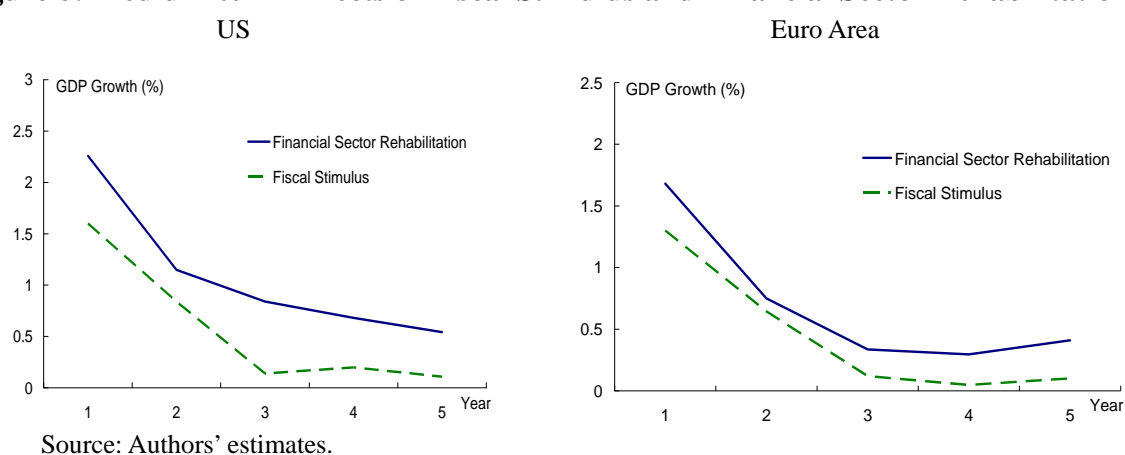 US
Euro Area
GDP Growth (%)
3
2.5
2
1.5
1
0.5
0
Financial Sector Rehabilitation
Fiscal Stimulus
1 2 3 4 5
Year
GDP Growth (%)
2.5
2
1.5
1
0.5
0
Financial Sector Rehabilitation
Fiscal Stimulus
1 2 3 4 5
Year
Source: Authors’ estimates.